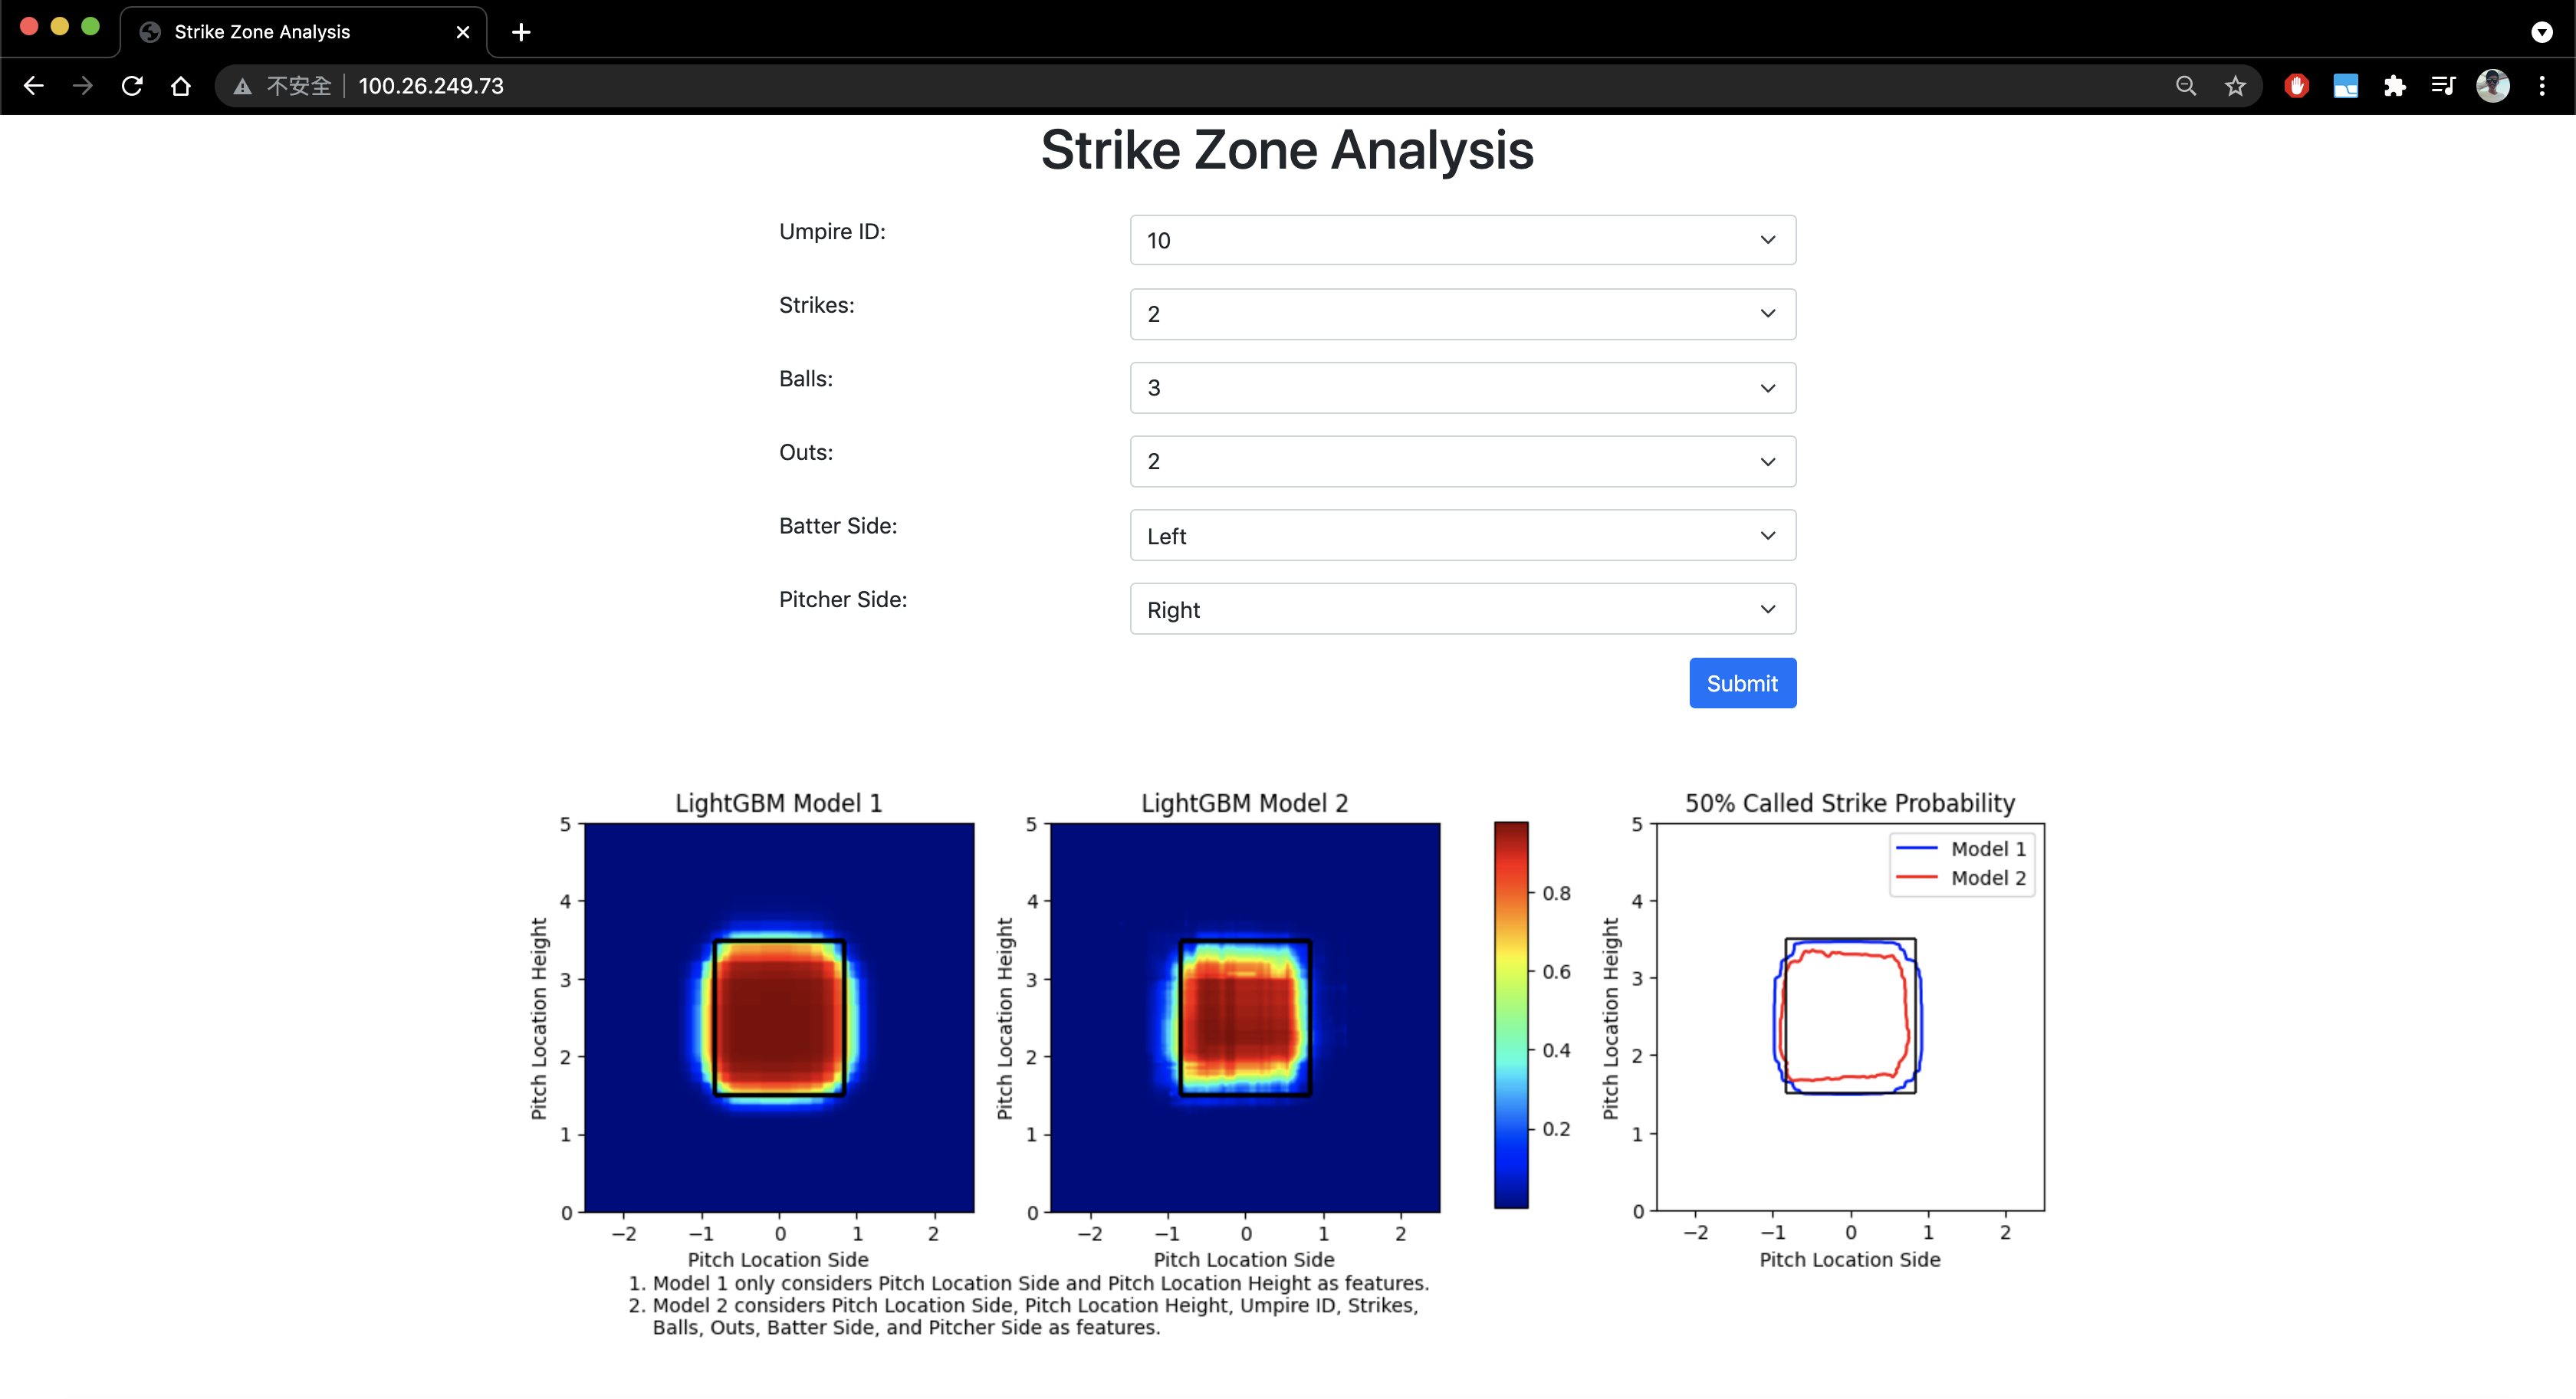 Strike Zone Analysis
不安全 100.26.249.73
Strike Zone Analysis
Umpire ID: 10
Strikes: 2
Balls: 3
Outs: 2
Batter Side: Left
Pitcher Side: Right
Submit
LightGBM Model 1
5
4
3
2
1
0
Pitch Location Height
−2 −1 0 1 2
Pitch Location Side
LightGBM Model 2
5
4
3
2
1
0
Pitch Location Height
−2 −1 0 1 2
Pitch Location Side
0.8
0.6
0.4
0.2
50% Called Strike Probability
Model 1
Model 2
5
4
3
2
1
0
Pitch Location Height
−2 −1 0 1 2
Pitch Location Side
1. Model 1 only considers Pitch Location Side and Pitch Location Height as features.
2. Model 2 considers Pitch Location Side, Pitch Location Height, Umpire ID, Strikes,
Balls, Outs, Batter Side, and Pitcher Side as features.